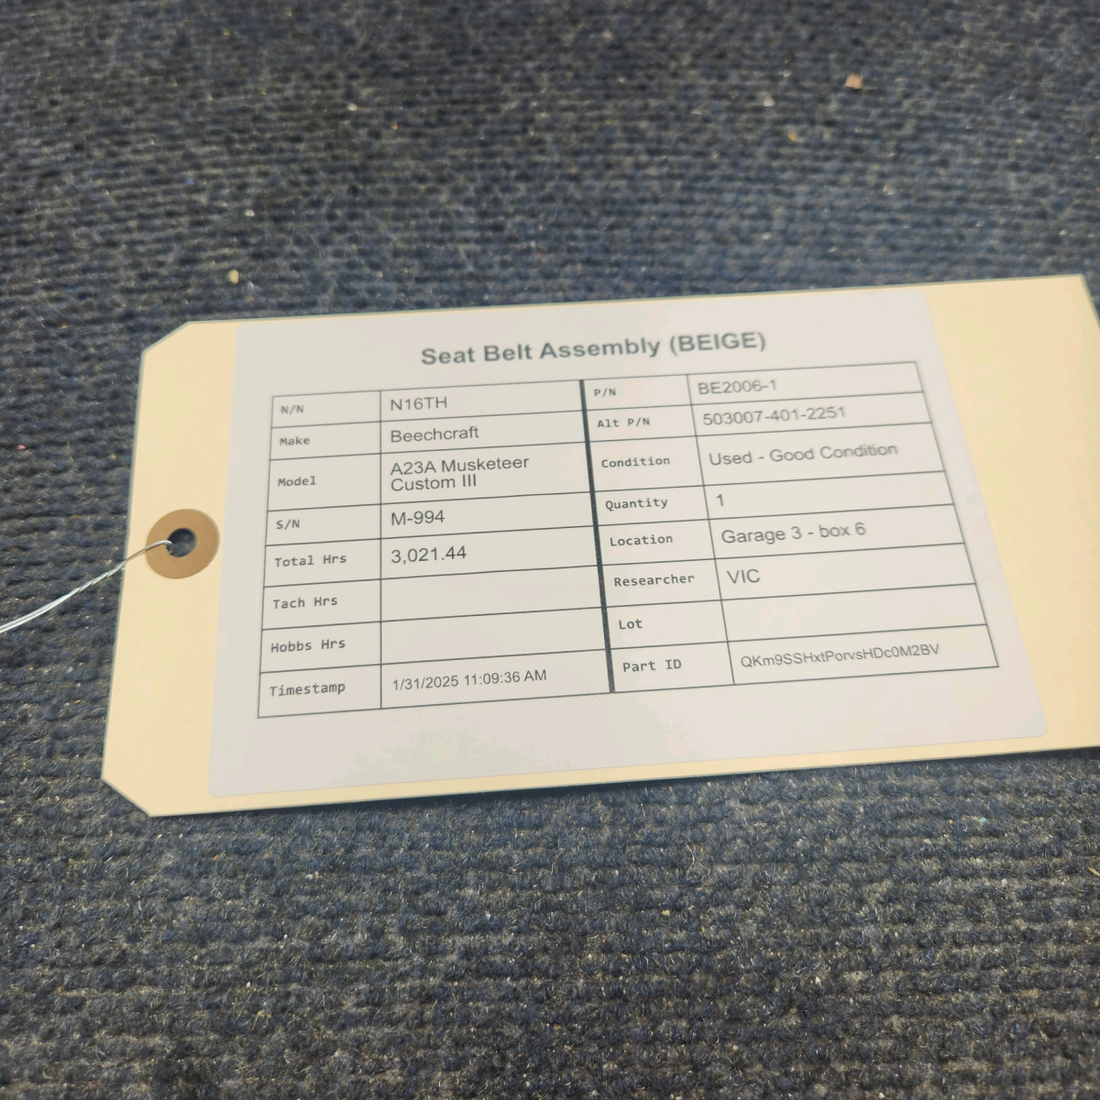 Seat Belt Assembly (BEIGE)
N/N N16TH
Make Beechcraft
Model A23A Musketeer
Custom III
S/N M-994
Total Hrs 3,021.44
Tach Hrs
Hobbs Hrs
Timestamp 1/31/2025 11:09:36 AM
P/N BE2006-1
Alt P/N 503007-401-2251
Condition Used - Good Condition
Quantity 1
Location Garage 3 - box 6
Researcher VIC
Lot
Part ID QKm9SSHxtPorvsHDc0M2BV